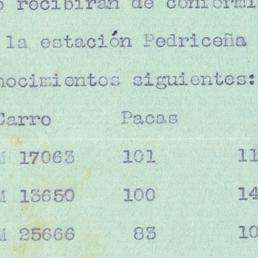 recibirán de conformi
la estación Pedriceña
nocimientos siguientes:
Carro Pacas
M 17063 101 11
M 13650 100 14
M 25666 83 10